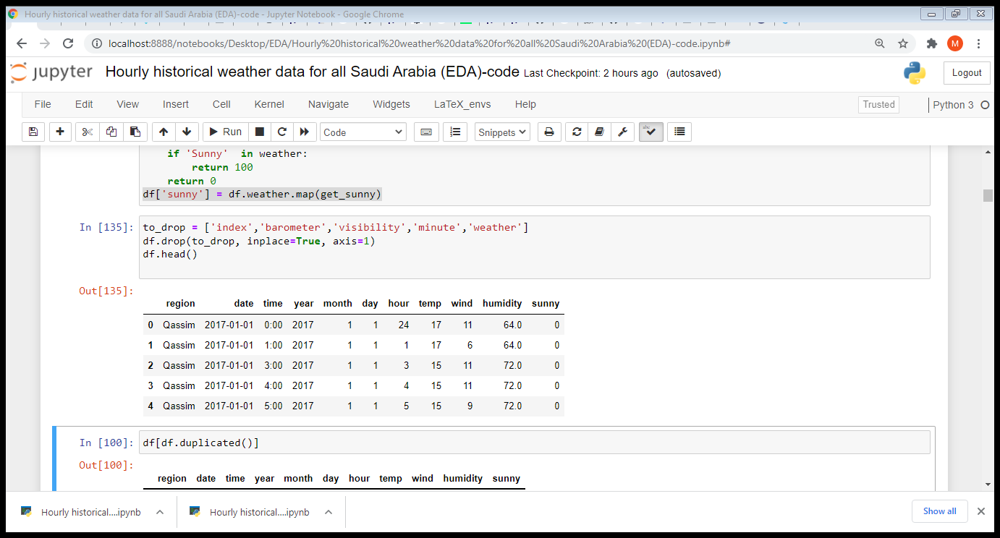 Hourly historical weather data for all Saudi Arabia (EDA)-code - Jupyter Notebook - Google Chrome
localhost:8888/notebooks/Desktop/EDA/Hourly%20historical%20weather%20data%20for%20all%20Saudi%20Arabia%20(EDA)-code.ipynb#
M
jupyter Hourly historical weather data for all Saudi Arabia (EDA)-code Last Checkpoint: 2 hours ago (autosaved)
Logout
File Edit View Insert Cell Kernel Navigate Widgets LaTeX_envs Help Trusted Python 3
Run Code Snippets abc
if 'Sunny'  in weather:
return 100
return 0
df['sunny'] = df.weather.map(get_sunny)
In [135]: to_drop = ['index','barometer','visibility','minute','weather']
df.drop(to_drop, inplace=True, axis=1)
df.head()
Out[135]:
region date time year month day hour temp wind humidity sunny
0 Qassim 2017-01-01 0:00 2017 1 1 24 17 11 64.0 0
1 Qassim 2017-01-01 1:00 2017 1 1 1 17 6 64.0 0
2 Qassim 2017-01-01 3:00 2017 1 1 3 15 11 72.0 0
3 Qassim 2017-01-01 4:00 2017 1 1 4 15 11 72.0 0
4 Qassim 2017-01-01 5:00 2017 1 1 5 15 9 72.0 0
In [100]: df[df.duplicated()]
Out[100]:
region date time year month day hour temp wind humidity sunny
Hourly historical....ipynb Hourly historical....ipynb Show all